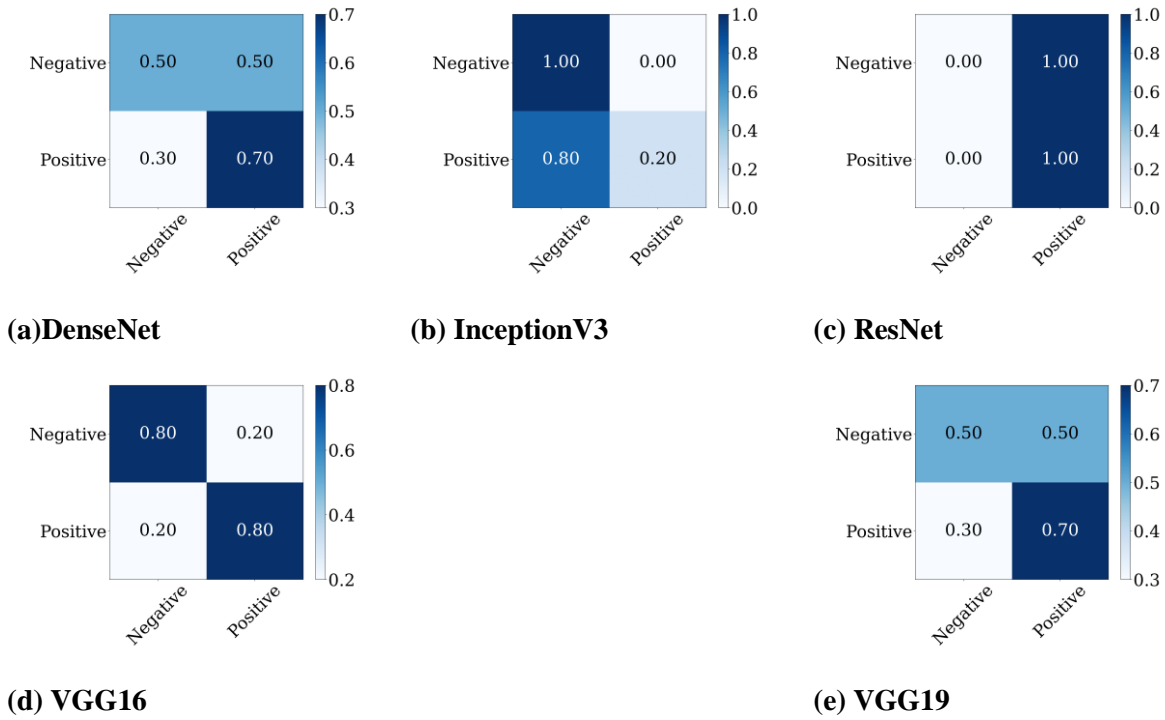 0.7 1.0 1.0
Negative 0.50 0.50 0.6 Negative 1.00 0.00 0.8 Negative 0.00 1.00 0.8
0.5 0.6 0.6
Positive 0.30 0.70 0.4 Positive 0.80 0.20 0.4 Positive 0.00 1.00 0.4
0.2 0.2
0.3 0.0 0.0
Negative Positive Negative Positive Negative Positive
(a)DenseNet (b) InceptionV3 (c) ResNet
0.8 0.7
Negative 0.80 0.20 Negative 0.50 0.50
0.6 0.6
0.4 0.5
Positive 0.20 0.80 Positive 0.30 0.70 0.4
0.2 0.3
Negative Positive Negative Positive
(d) VGG16 (e) VGG19